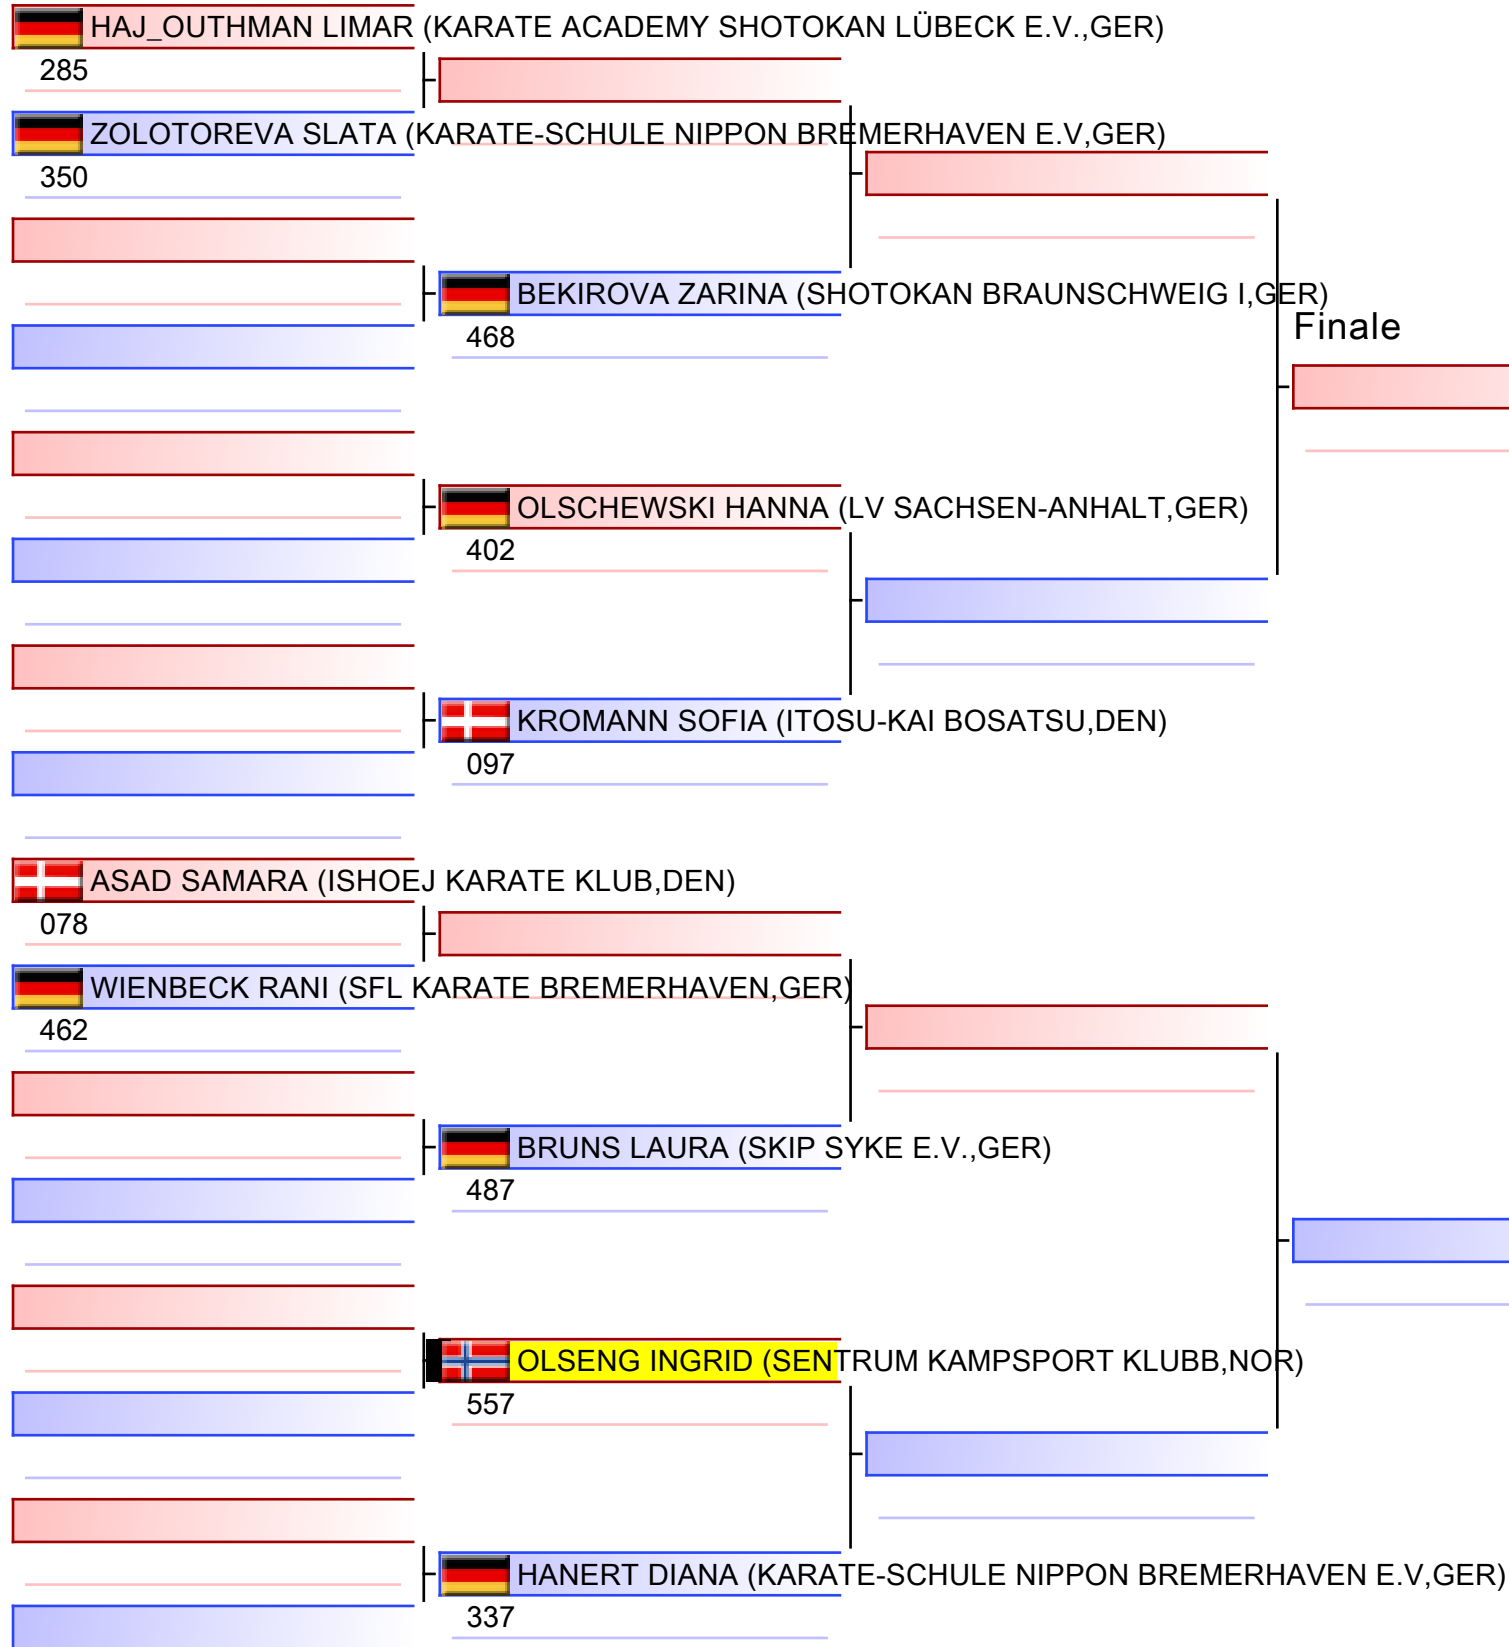 HAJ_OUTHMAN LIMAR (KARATE ACADEMY SHOTOKAN LÜBECK E.V.,GER)
285
ZOLOTOREVA SLATA (KARATE-SCHULE NIPPON BREMERHAVEN E.V,GER)
350
BEKIROVA ZARINA (SHOTOKAN BRAUNSCHWEIG I,GER)
468
Finale
OLSCHEWSKI HANNA (LV SACHSEN-ANHALT,GER)
402
KROMANN SOFIA (ITOSU-KAI BOSATSU,DEN)
097
ASAD SAMARA (ISHOEJ KARATE KLUB,DEN)
078
WIENBECK RANI (SFL KARATE BREMERHAVEN,GER)
462
BRUNS LAURA (SKIP SYKE E.V.,GER)
487
OLSENG INGRID (SENTRUM KAMPSPORT KLUBB,NOR)
557
HANERT DIANA (KARATE-SCHULE NIPPON BREMERHAVEN E.V,GER)
337